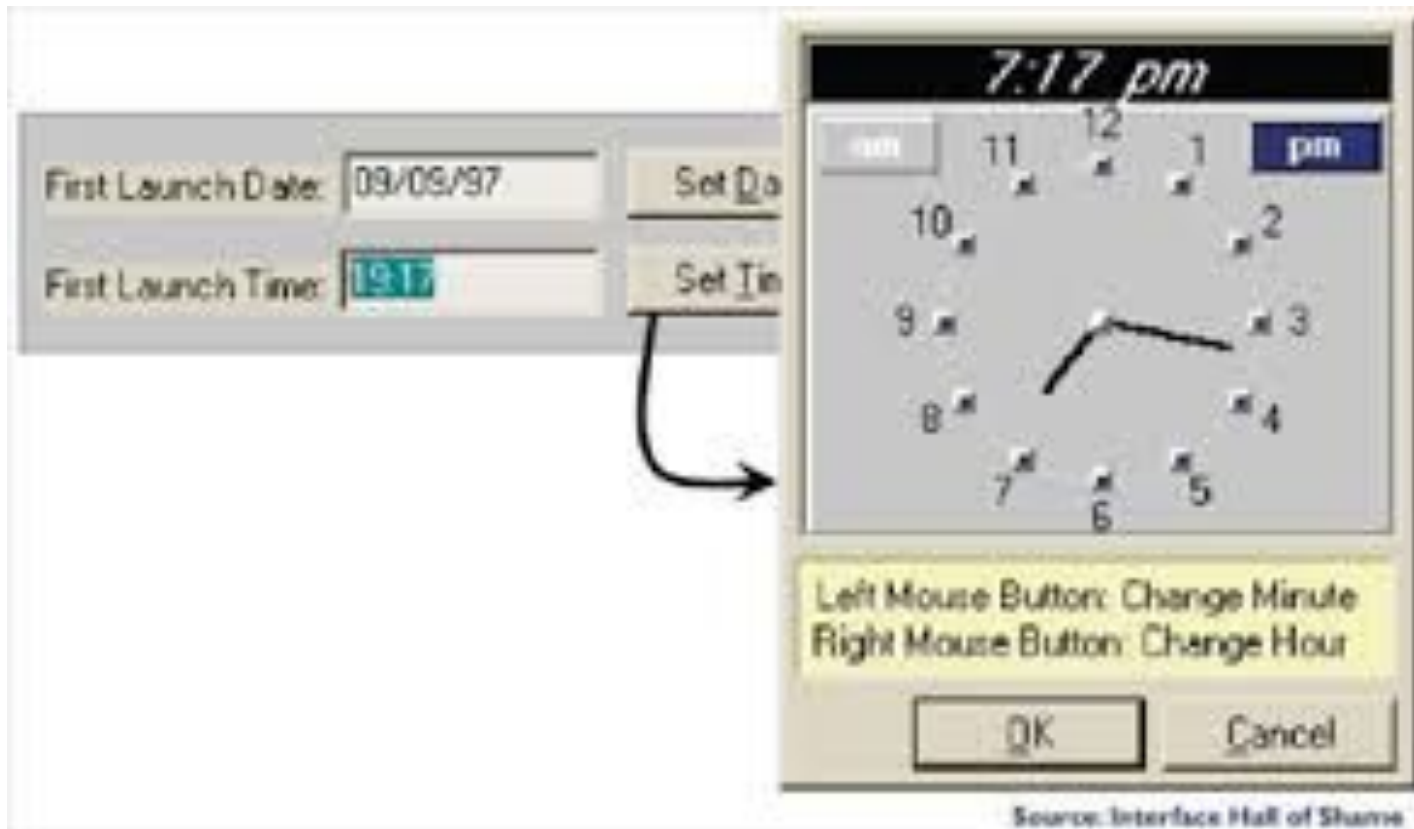 First Launch Date: 09/09/97 Set Da
First Launch Time: 19:17 Set Tim
7:17 pm
am pm
12
11 1
10 2
9 3
8 4
7 5
6
Left Mouse Button: Change Minute
Right Mouse Button: Change Hour
OK Cancel
Source: Interface Hall of Shame